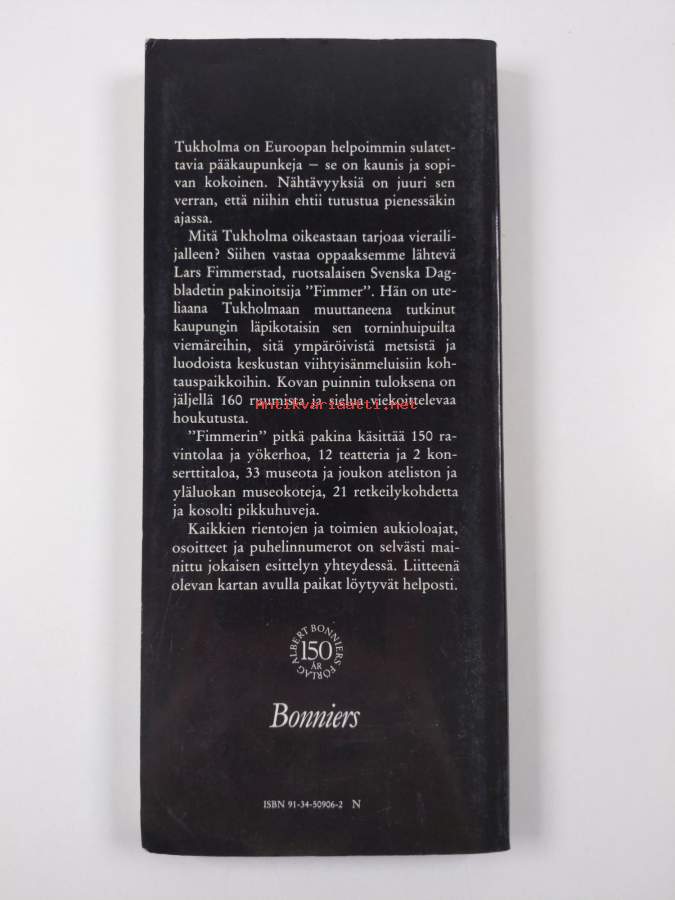 Tukholma on Euroopan helpoimmin sulatet-
tavia pääkaupunkeja – se on kaunis ja sopi-
van kokoinen. Nähtävyyksiä on juuri sen
verran, että niihin ehtii tutustua pienessäkin
ajassa.
Mitä Tukholma oikeastaan tarjoaa vieraili-
jalleen? Siihen vastaa oppaaksemme lähtevä
Lars Fimmerstad, ruotsalaisen Svenska Dag-
bladetin pakinoitsija ”Fimmer”. Hän on ute-
liaana Tukholmaan muuttaneena tutkinut
kaupungin läpikotaisin sen torninhuipuilta
viemäreihin, sitä ympäröivistä metsistä ja
luodoista keskustan viihtyisänmeluisiin koh-
tauspaikkoihin. Kovan puinnin tuloksena on
jäljellä 160 ruumista ja sielua viekoittelevaa
Antikvariaatti.net
houkutusta.
”Fimmerin” pitkä pakina käsittää 150 ra-
vintolaa ja yökerhoa, 12 teatteria ja 2 kon-
serttitaloa, 33 museota ja joukon ateliston ja
yläluokan museokoteja, 21 retkeilykohdetta
ja kosolti pikkuhuveja.
Kaikkien rientojen ja toimien aukioloajat,
osoitteet ja puhelinnumerot on selvästi mai-
nittu jokaisen esittelyn yhteydessä. Liitteenä
olevan kartan avulla paikat löytyvät helposti.
ALBERT BONNIERS FÖRLAG
150
ÅR
Bonniers
ISBN 91-34-50906-2 N